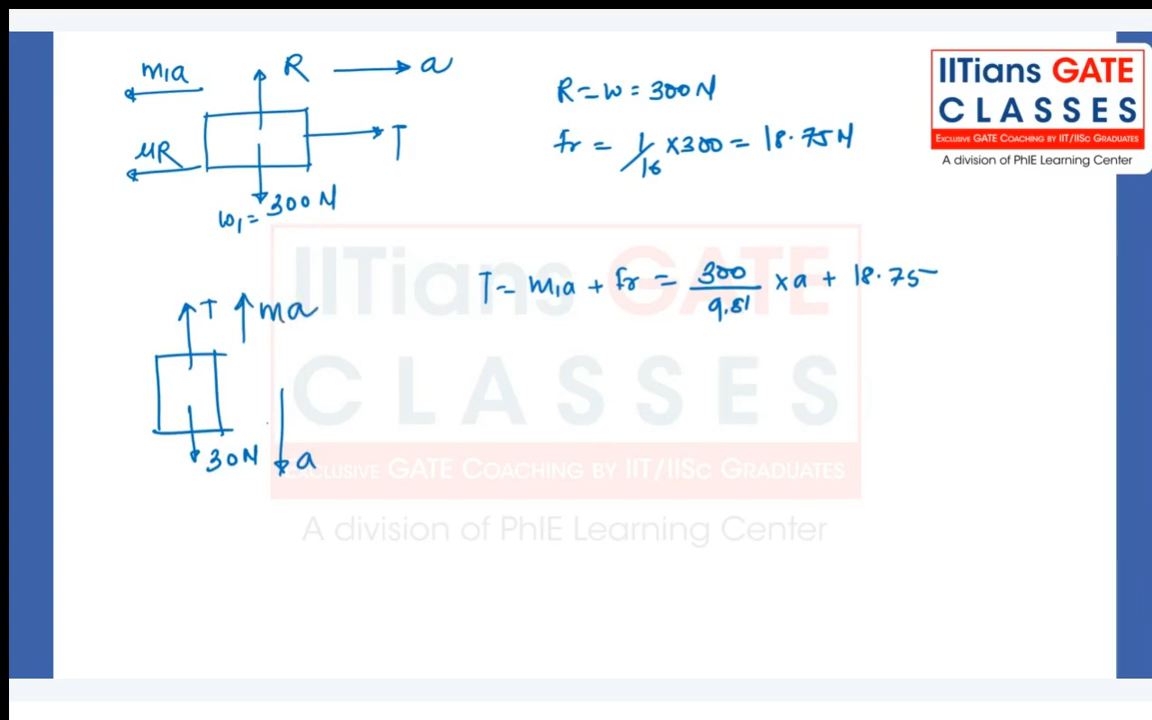 m₁a
R
a
μR
T
w₁ = 300 N
R = w = 300 N
fr = 1/16 × 300 = 18.75 N
T = m₁a + fr = 300/9.81 × a + 18.75
T
ma
30N
a
IITians GATE
CLASSES
EXCLUSIVE GATE COACHING BY IIT/IISc GRADUATES
A division of PhIE Learning Center
IITians GATE
CLASSES
EXCLUSIVE GATE COACHING BY IIT/IISc GRADUATES
A division of PhIE Learning Center